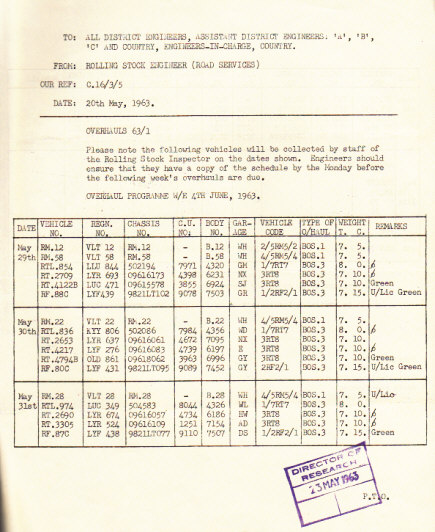 TO: ALL DISTRICT ENGINEERS, ASSISTANT DISTRICT ENGINEERS. 'A', 'B',
'C' AND COUNTRY, ENGINEERS-IN-CHARGE, COUNTRY.
FROM: ROLLING STOCK ENGINEER (ROAD SERVICES)
OUR REF: C.16/3/5
DATE: 20th May, 1963.
OVERHAULS 63/1
Please note the following vehicles will be collected by staff of
the Rolling Stock Inspector on the dates shown. Engineers should
ensure that they have a copy of the schedule by the Monday before
the following week's overhauls are due.
OVERHAUL PROGRAMME W/E 4TH JUNE, 1963.
DATE VEHICLE NO. REGN. NO. CHASSIS NO. C.U. NO. BODY NO. GAR-AGE VEHICLE CODE TYPE OF O/HAUL WEIGHT T. C. REMARKS
May RM.12 VLT 12 RM.12 - B.12 WH 2/5RM5/2 BOS.1 7. 5.
29th RM.58 VLT 58 RM.58 - B.58 WH 4/5RM5/4 BOS.1 7. 5.
RTL.854 LLU 844 502194 7971 4320 GM 1/7RT7 BOS.3 8. 0.
RT.2709 LYR 693 09616173 4398 6231 NX 3RT8 BOS.3 7. 10.
RT.4122B LUC 471 09615578 3855 6924 SJ 3RT8 BOS.3 7. 10. Green
RF.88C LYF439 9821LT102 9078 7503 GR 1/2RF2/1 BOS.3 7. 15. U/Lic Green
May RM.22 VLT 22 RM.22 - B.22 WH 4/5RM5/4 BOS.1 7. 5.
30th RTL.836 KYY 806 502086 7984 4356 WD 1/7RT7 BOS.3 8. 0.
RT.2653 LYR 637 09616061 4672 7095 NX 3RT8 BOS.3 7. 10.
RT.4217 LYF 276 09616083 4739 6197 E 3RT8 BOS.3 7. 10.
RT.4794B OLD 861 09618062 3963 6996 GY 3RT8 BOS.3 7. 10. Green
RF.80C LYF 431 9821LT095 9089 7452 GY 2RF2/1 BOS.3 7. 15. U/Lic Green
May RM.28 VLT 28 RM.28 - B.28 WH 4/5RM5/4 BOS.1 7. 5. U/Lic
31st RTL.974 LUC 349 504583 8044 4326 WL 1/7RT7 BOS.3 8. 0.
RT.2690 LYR 674 09616057 4734 6186 HW 3RT8 BOS.3 7. 10.
RT.3305 LYR 524 09616109 1251 7154 AD 3RT8 BOS.3 7. 10.
RF.87C LYF 438 9821LT077 9110 7507 DS 1/2RF2/1 BOS.3 7. 15. Green
DIRECTOR OF
RESEARCH
23 MAY 1963
P.T.O.